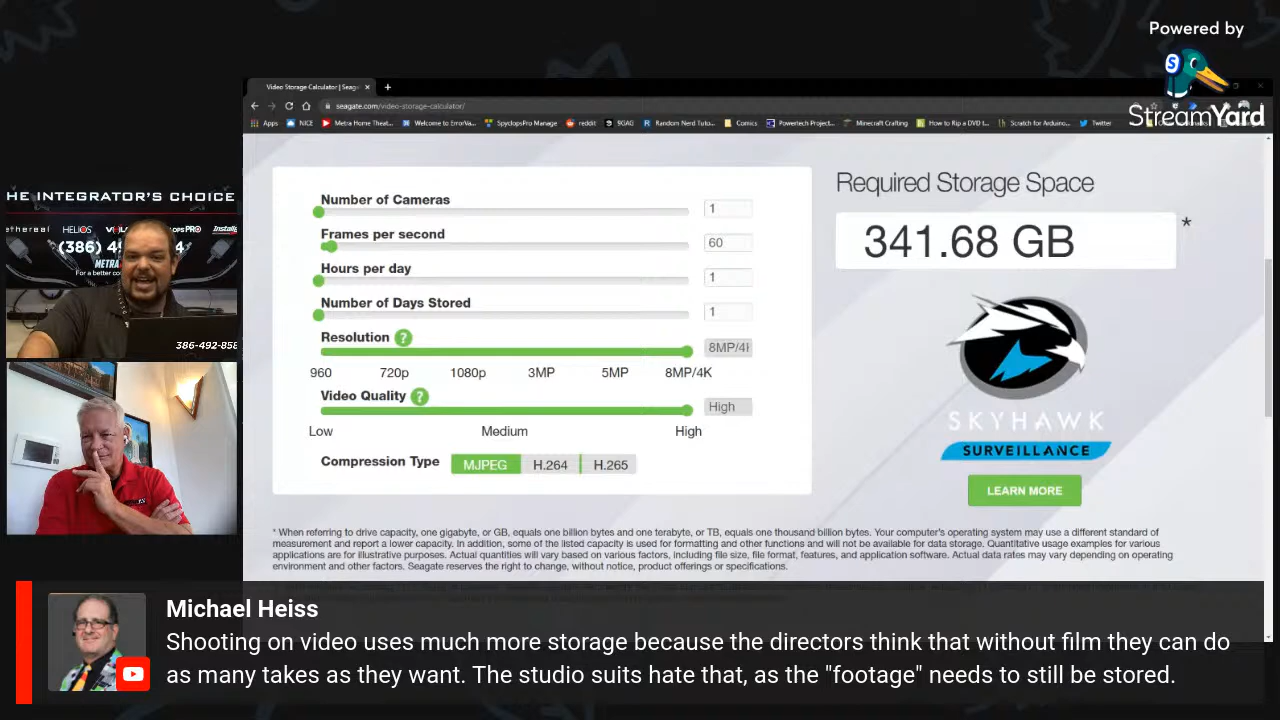 Powered by
StreamYard
Video Storage Calculator | Seag
seagate.com/video-storage-calculator/
Apps NICE Metra Home Theat... Welcome to ErrorVa... SpyclopsPro Manage reddit 9GAG Random Nerd Tuto... Comics Powertech Project... Minecraft Crafting How to Rip a DVD t... Scratch for Arduino... Twitter
HE INTEGRATOR'S CHOICE
ethereal HELIOS
(386) 4
METRA
For a better co
386-492-858
Number of Cameras
1
Frames per second
60
Hours per day
1
Number of Days Stored
1
Resolution ?
8MP/4K
960 720p 1080p 3MP 5MP 8MP/4K
Video Quality ?
High
Low Medium High
Compression Type MJPEG H.264 H.265
Required Storage Space
341.68 GB *
SKYHAWK
SURVEILLANCE
LEARN MORE
* When referring to drive capacity, one gigabyte, or GB, equals one billion bytes and one terabyte, or TB, equals one thousand billion bytes. Your computer's operating system may use a different standard of
measurement and report a lower capacity. In addition, some of the listed capacity is used for formatting and other functions and will not be available for data storage. Quantitative usage examples for various
applications are for illustrative purposes. Actual quantities will vary based on various factors, including file size, file format, features, and application software. Actual data rates may vary depending on operating
environment and other factors. Seagate reserves the right to change, without notice, product offerings or specifications.
Michael Heiss
Shooting on video uses much more storage because the directors think that without film they can do
as many takes as they want. The studio suits hate that, as the "footage" needs to still be stored.